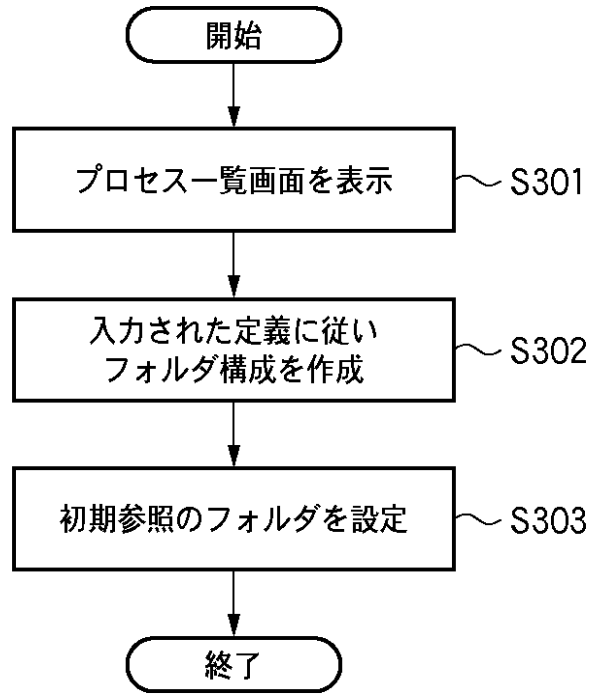 開始
プロセス一覧画面を表示
S301
入力された定義に従い
フォルダ構成を作成
S302
初期参照のフォルダを設定
S303
終了